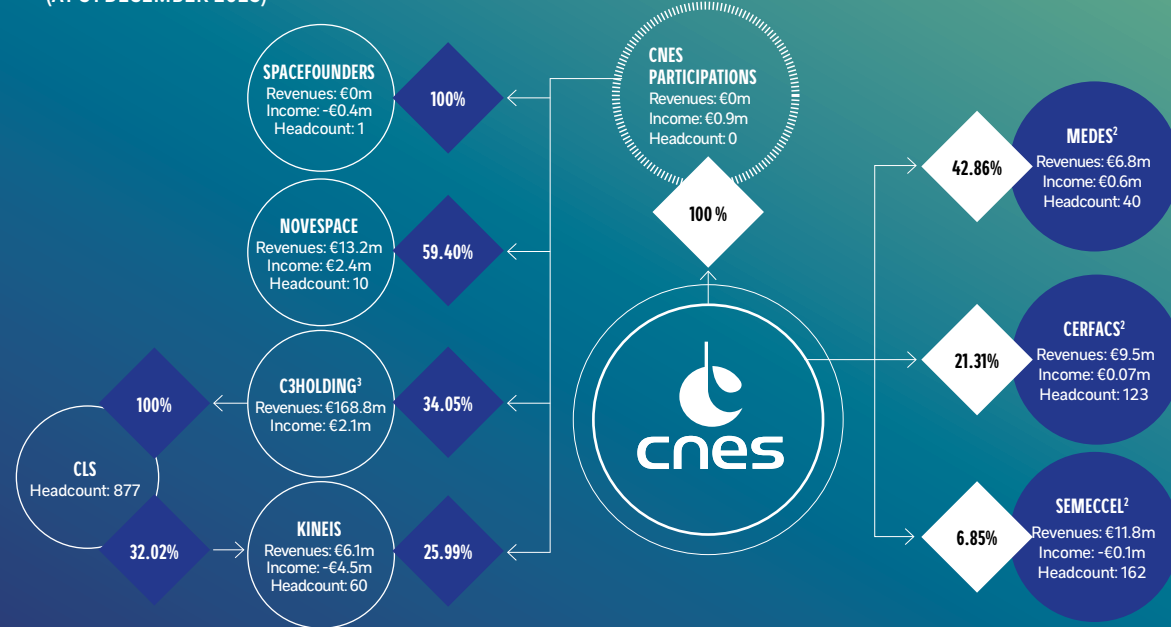 SPACEFOUNDERS
Revenues: €0m
Income: -€0.4m
Headcount: 1
100%
CNES
PARTICIPATIONS
Revenues: €0m
Income: €0.9m
Headcount: 0
100 %
NOVESPACE
Revenues: €13.2m
Income: €2.4m
Headcount: 10
59.40%
C3HOLDING³
Revenues: €168.8m
Income: €2.1m
34.05%
100%
CLS
Headcount: 877
32.02%
KINEIS
Revenues: €6.1m
Income: -€4.5m
Headcount: 60
25.99%
cnes
42.86%
MEDES²
Revenues: €6.8m
Income: €0.6m
Headcount: 40
21.31%
CERFACS²
Revenues: €9.5m
Income: €0.07m
Headcount: 123
6.85%
SEMECCEL²
Revenues: €11.8m
Income: -€0.1m
Headcount: 162